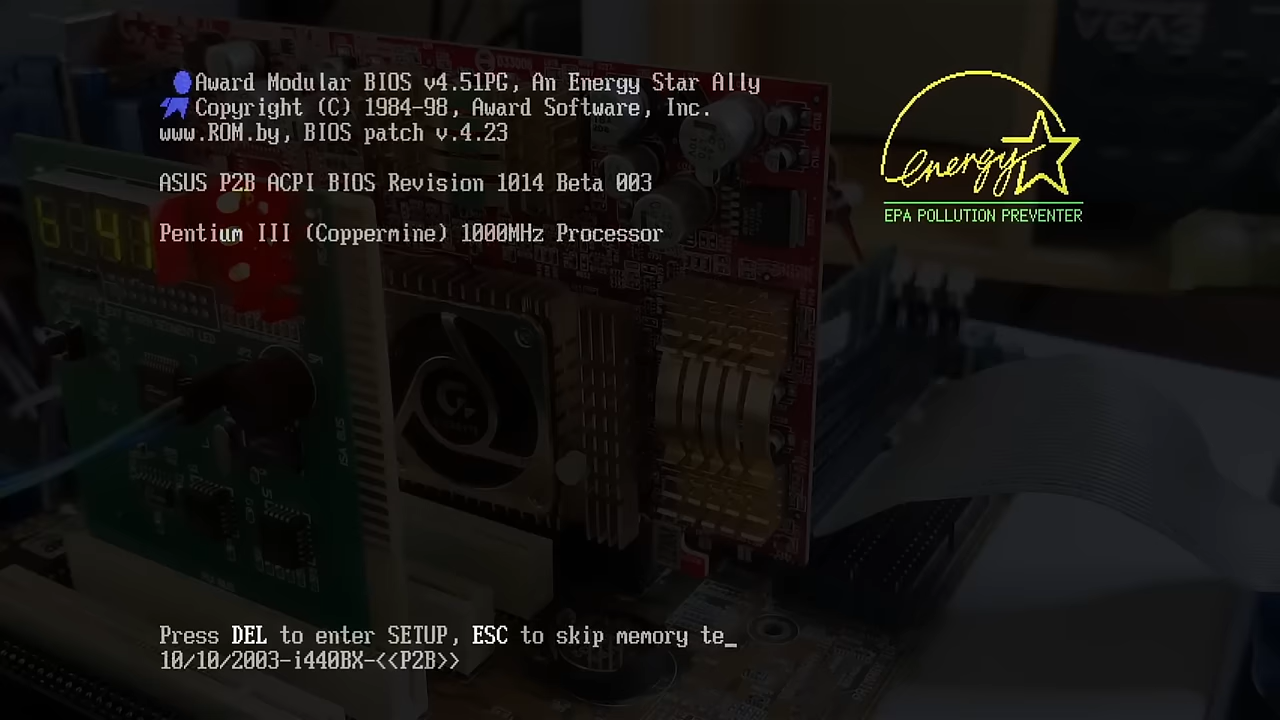 Award Modular BIOS v4.51PG, An Energy Star Ally
Copyright (C) 1984-98, Award Software, Inc.
www.ROM.by, BIOS patch v.4.23
energy
EPA POLLUTION PREVENTER
ASUS P2B ACPI BIOS Revision 1014 Beta 003
Pentium III (Coppermine) 1000MHz Processor
ISA BUS
Press DEL to enter SETUP, ESC to skip memory te_
10/10/2003-i440BX-<<P2B>>